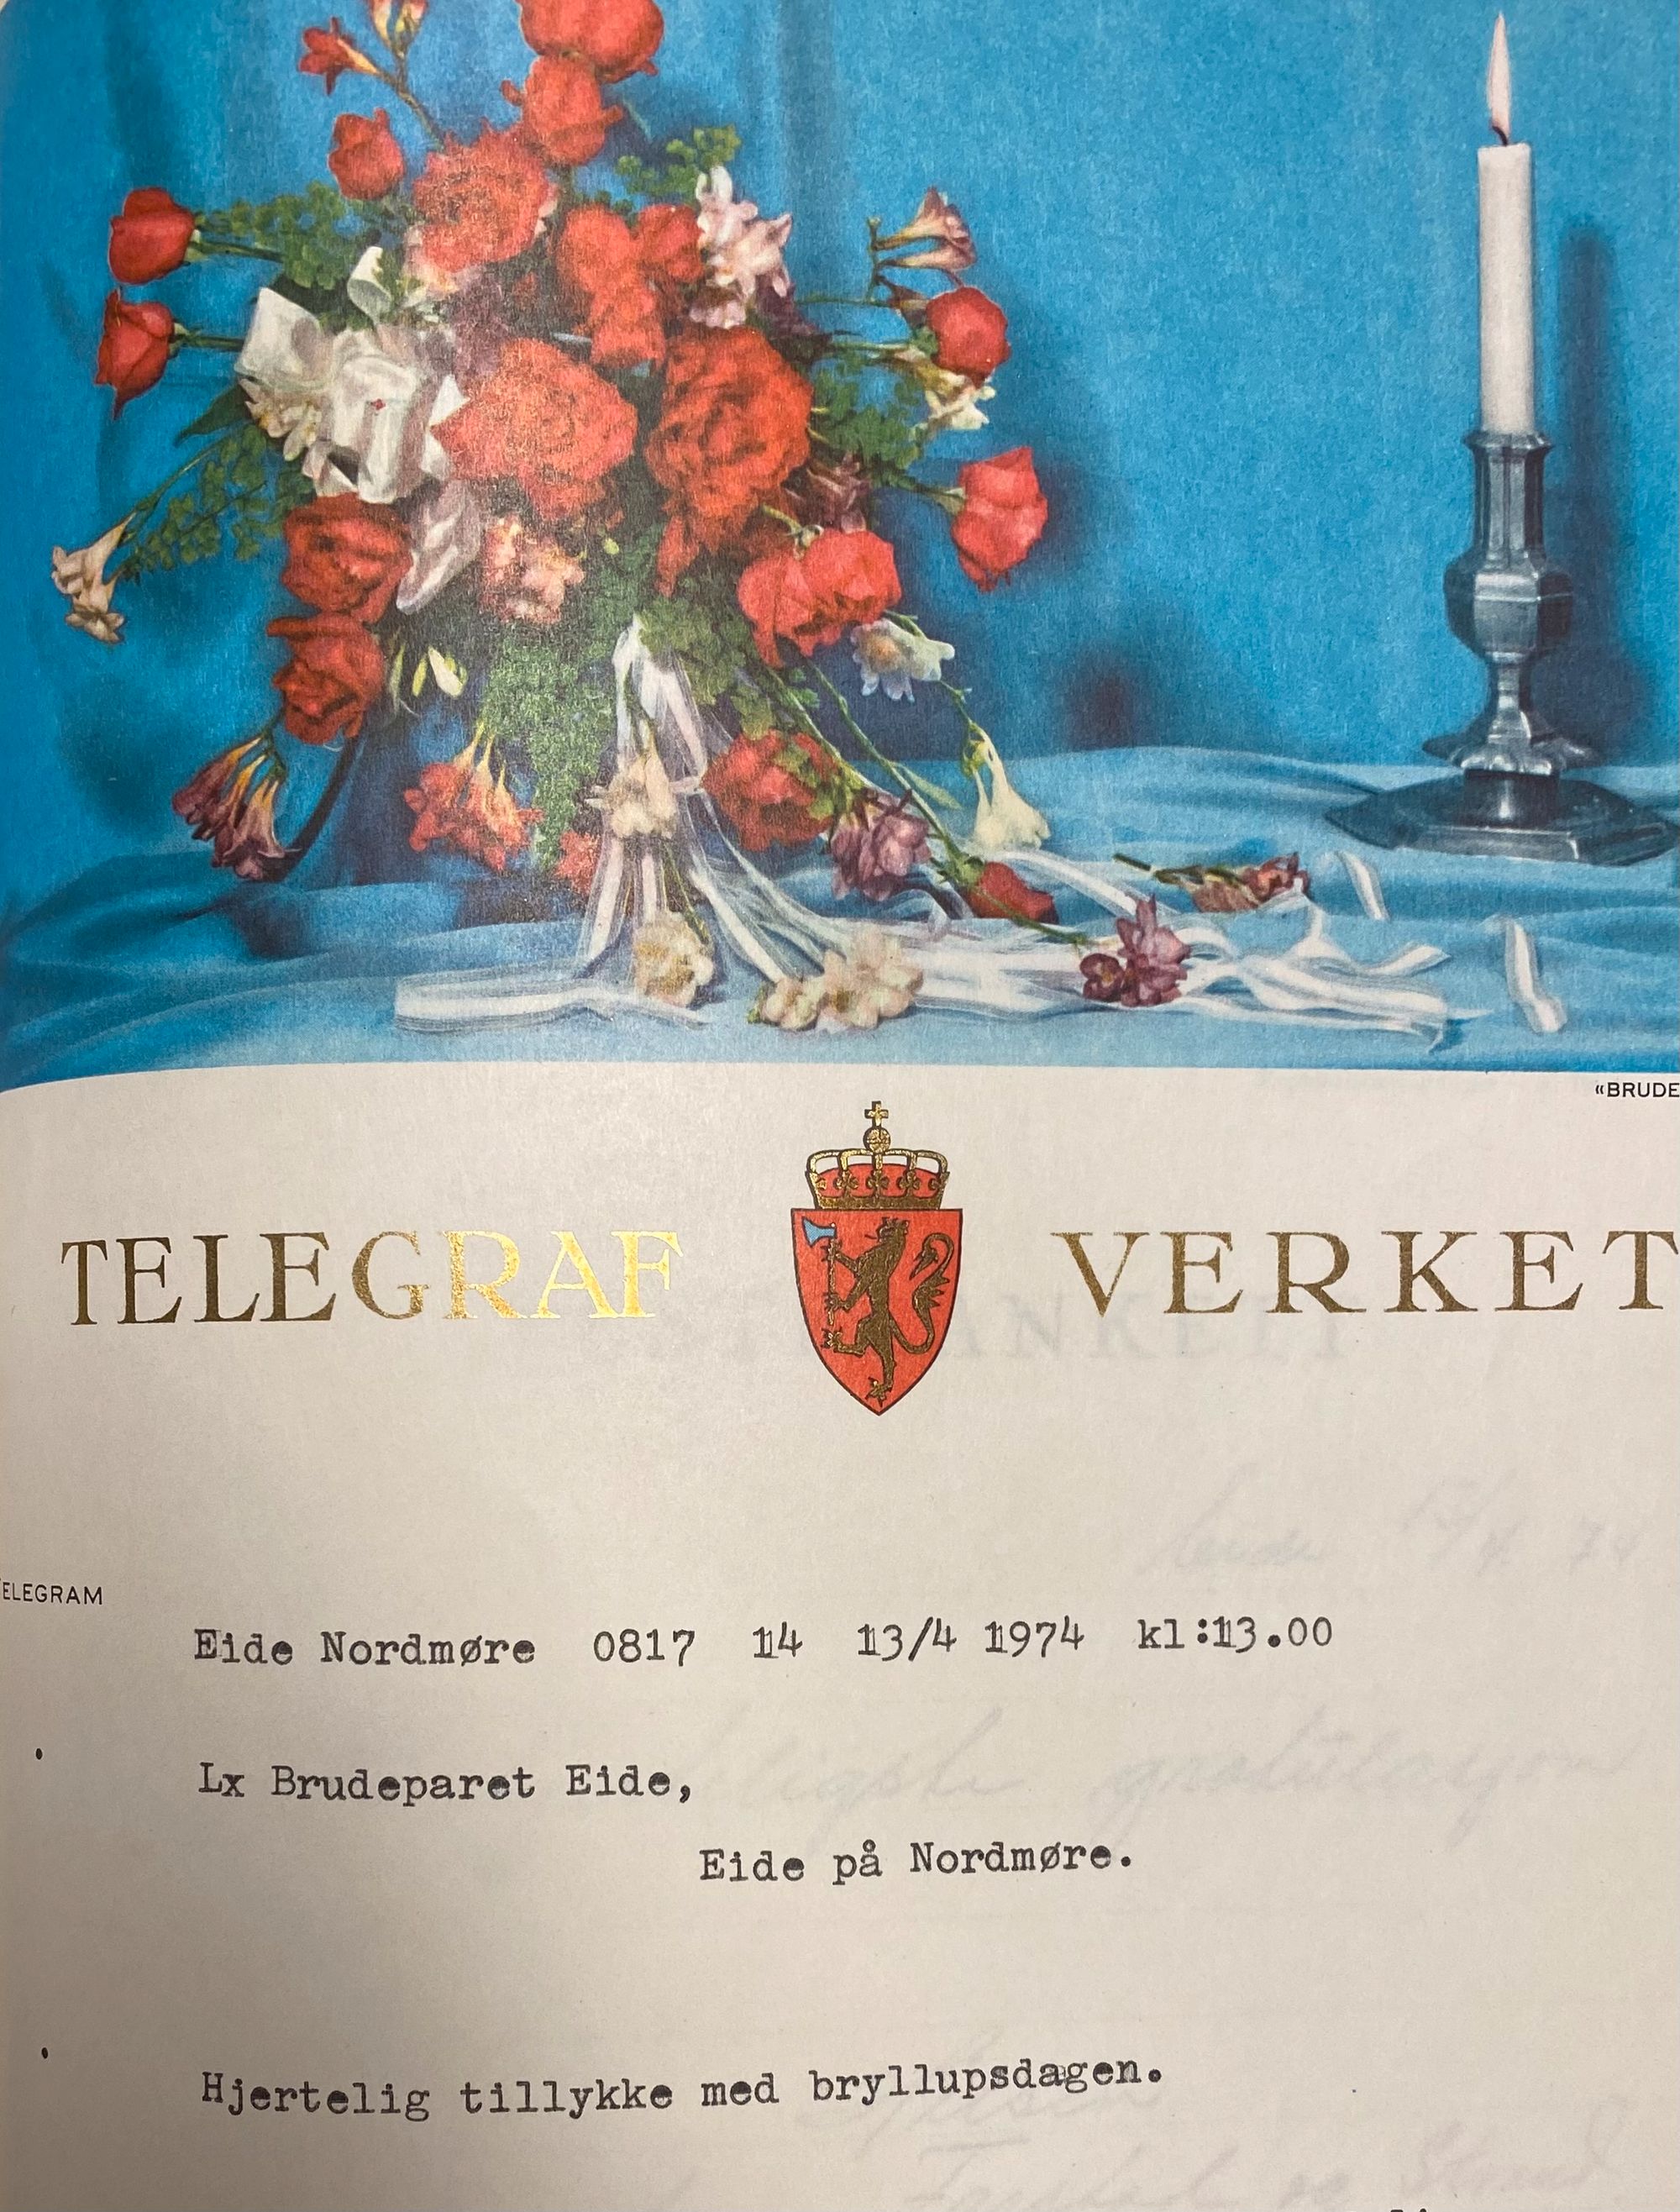 «BRUDE
TELEGRAF VERKET
ELEGRAM
Eide Nordmøre 0817 14 13/4 1974 kl:13.00
Lx Brudeparet Eide,
Eide på Nordmøre.
Hjertelig tillykke med bryllupsdagen.